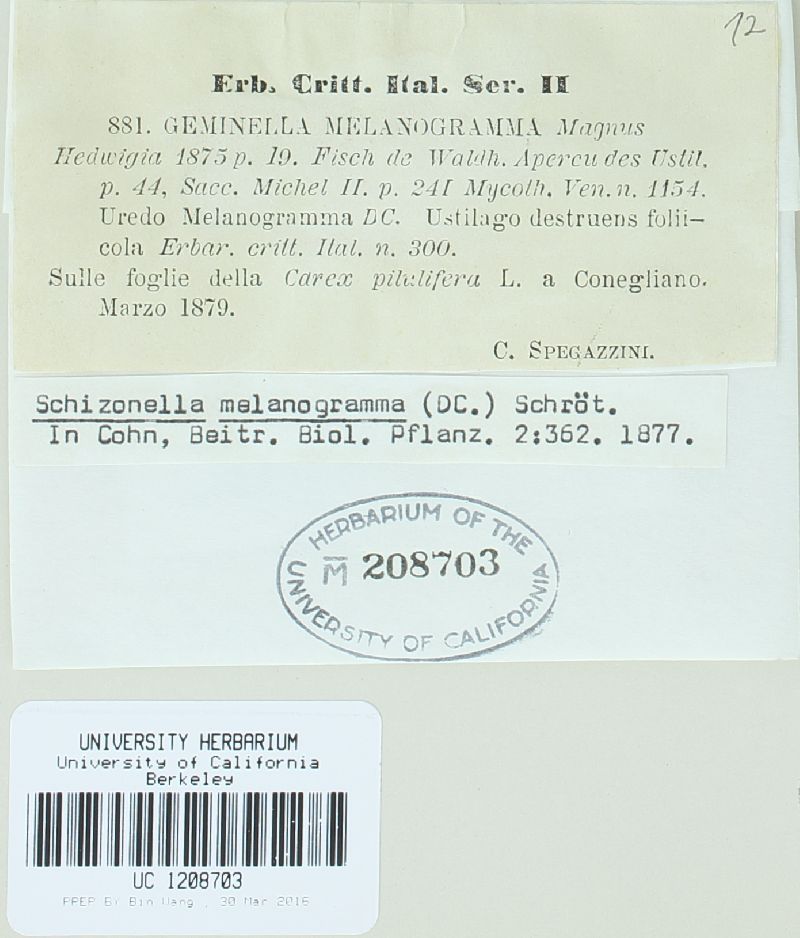 12
Erb. Critt. Ital. Ser. II
881. GEMINELLA MELANOGRAMMA Magnus
Hedwigia 1875 p. 19. Fisch de Waldh. Apercu des Ustil.
p. 44, Sacc. Michel II. p. 241 Mycoth. Ven. n. 1154.
Uredo Melanogramma DC. Ustilago destruens folii-
cola Erbar. critt. Ital. n. 300.
Sulle foglie della Carex pilulifera L. a Conegliano.
Marzo 1879.
C. SPEGAZZINI.
Schizonella melanogramma (DC.) Schröt.
In Cohn, Beitr. Biol. Pflanz. 2:362. 1877.
HERBARIUM OF THE
M 208703
UNIVERSITY OF CALIFORNIA
UNIVERSITY HERBARIUM
University of California
Berkeley
UC 1208703
PREP By Bin Wang , 30 Mar 2016